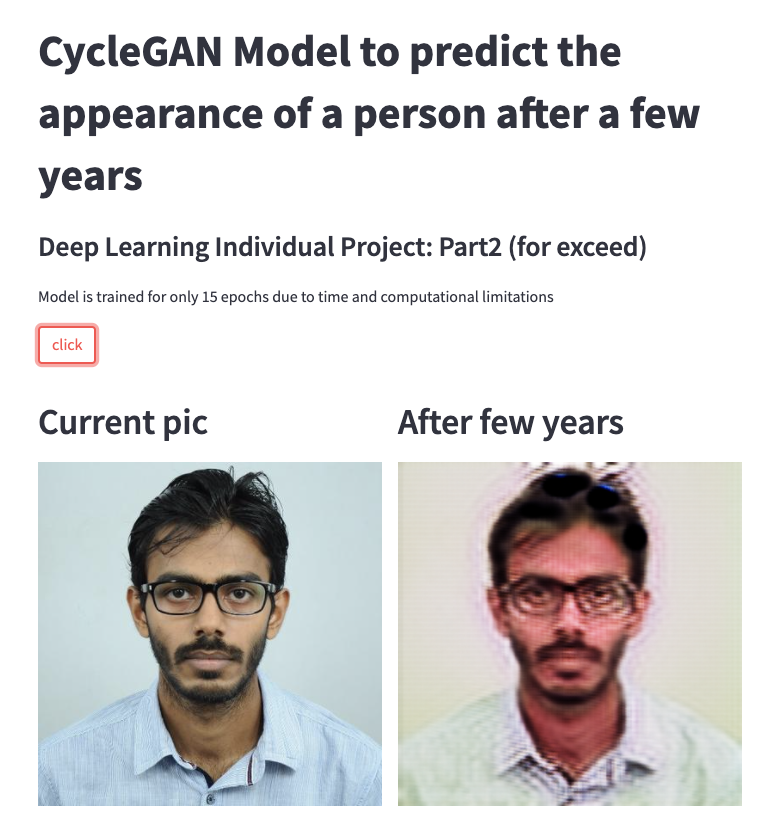 CycleGAN Model to predict the
appearance of a person after a few
years
Deep Learning Individual Project: Part2 (for exceed)
Model is trained for only 15 epochs due to time and computational limitations
click
Current pic
After few years